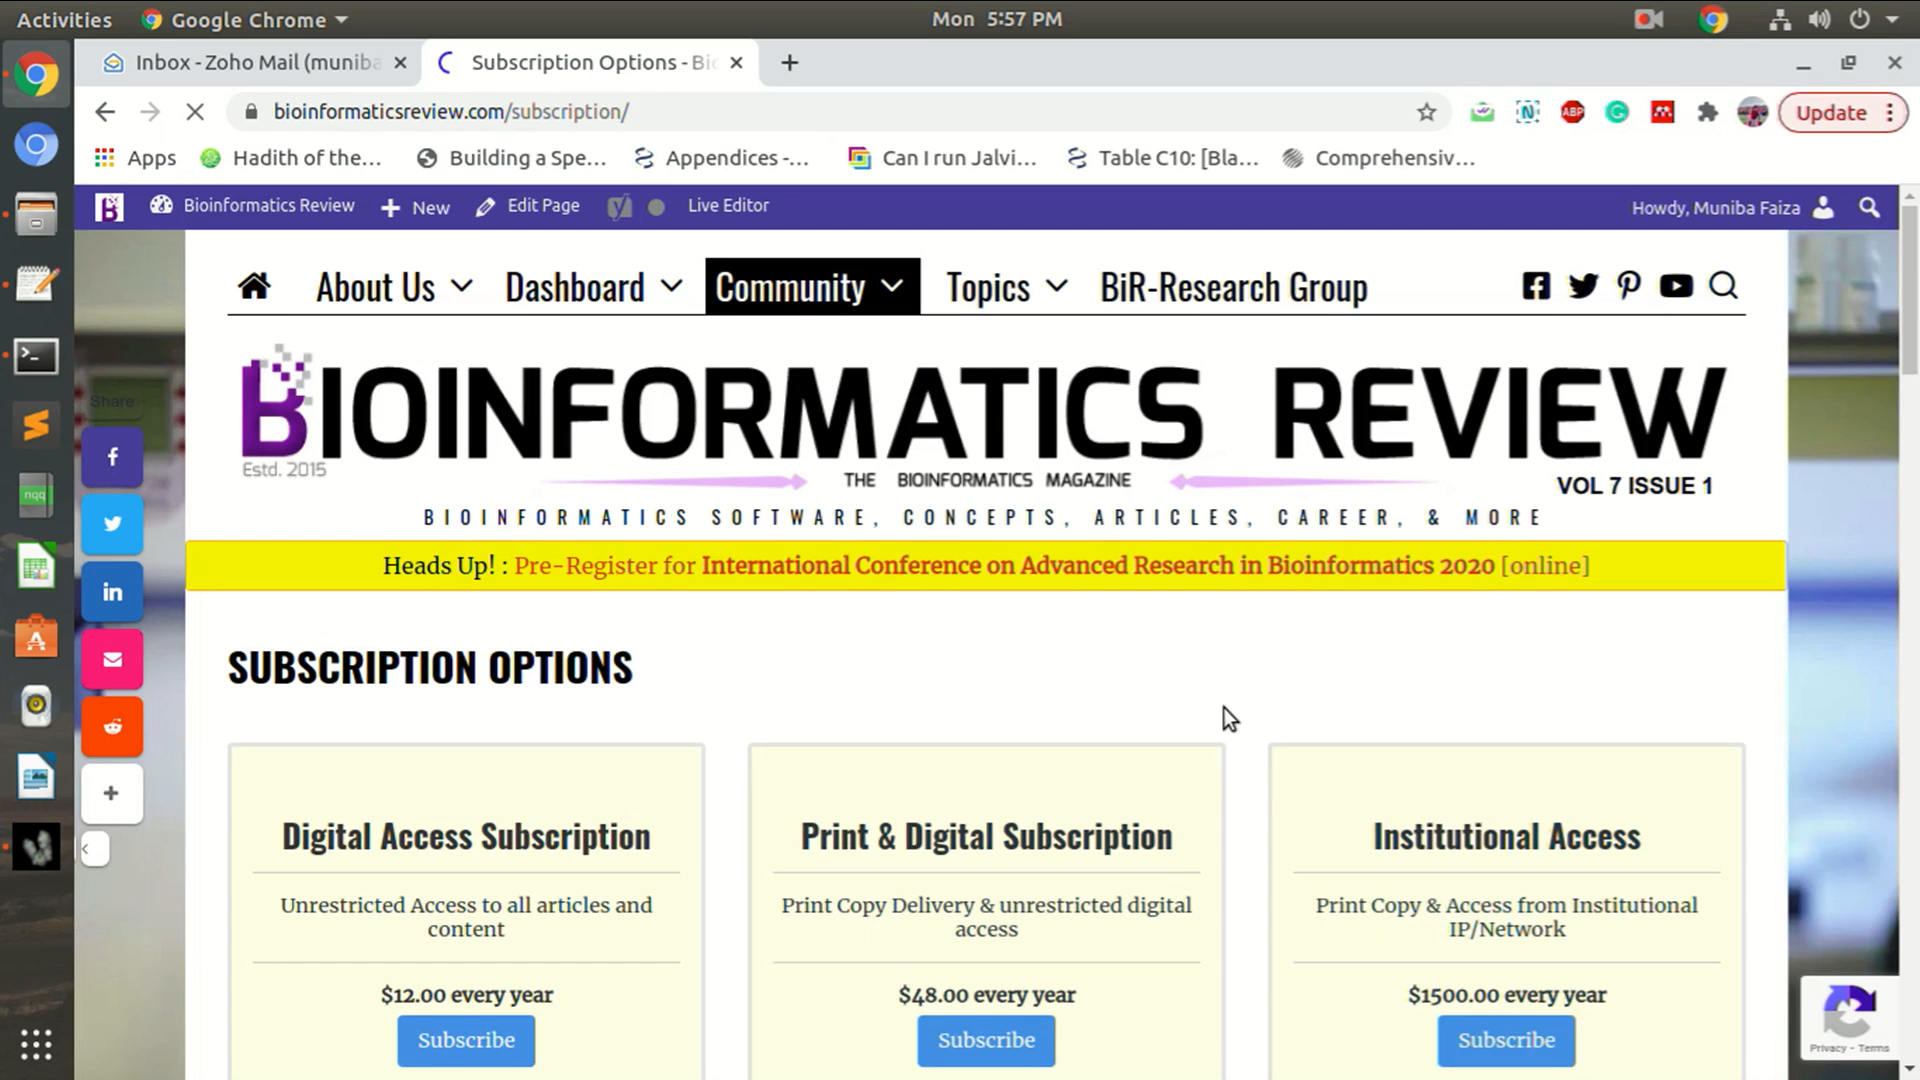 Activities Google Chrome Mon 5:57 PM
Inbox - Zoho Mail (muniba Subscription Options - Bi
bioinformaticsreview.com/subscription/ ABP Update
Apps Hadith of the... Building a Spe... Appendices -... Can I run Jalvi... Table C10: [Bla... Comprehensiv...
Bioinformatics Review New Edit Page Live Editor Howdy, Muniba Faiza
About Us Dashboard Community Topics BiR-Research Group
BIOINFORMATICS REVIEW
Estd. 2015
THE BIOINFORMATICS MAGAZINE
VOL 7 ISSUE 1
BIOINFORMATICS SOFTWARE, CONCEPTS, ARTICLES, CAREER, & MORE
Heads Up! : Pre-Register for International Conference on Advanced Research in Bioinformatics 2020 [online]
Share
nqq
SUBSCRIPTION OPTIONS
Digital Access Subscription
Unrestricted Access to all articles and
content
$12.00 every year
Subscribe
Print & Digital Subscription
Print Copy Delivery & unrestricted digital
access
$48.00 every year
Subscribe
Institutional Access
Print Copy & Access from Institutional
IP/Network
$1500.00 every year
Subscribe
Privacy - Terms